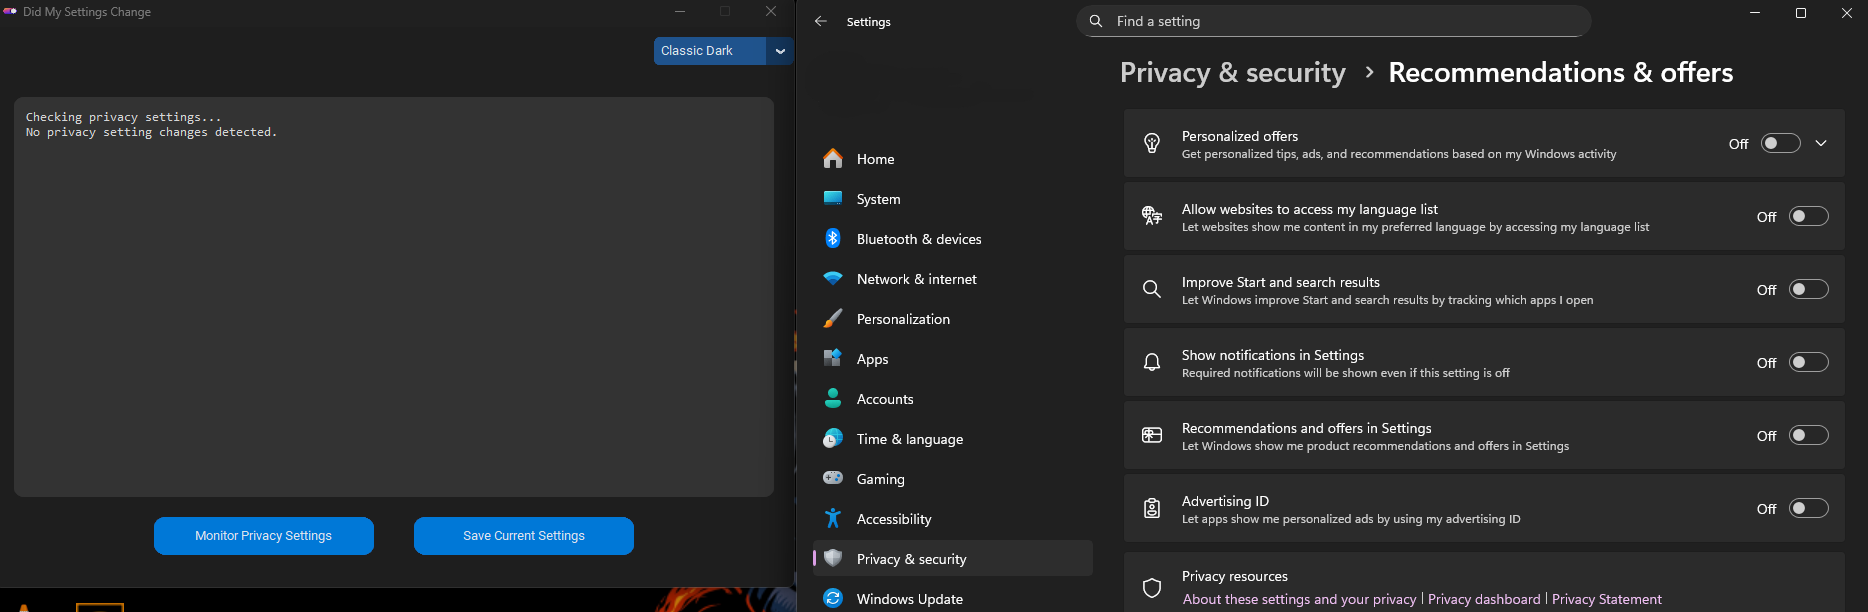 Did My Settings Change
Classic Dark
Checking privacy settings...
No privacy setting changes detected.
Monitor Privacy Settings
Save Current Settings
Settings
Find a setting
Home
System
Bluetooth & devices
Network & internet
Personalization
Apps
Accounts
Time & language
Gaming
Accessibility
Privacy & security
Windows Update
Privacy & security > Recommendations & offers
Personalized offers
Get personalized tips, ads, and recommendations based on my Windows activity
Off
Allow websites to access my language list
Let websites show me content in my preferred language by accessing my language list
Off
Improve Start and search results
Let Windows improve Start and search results by tracking which apps I open
Off
Show notifications in Settings
Required notifications will be shown even if this setting is off
Off
Recommendations and offers in Settings
Let Windows show me product recommendations and offers in Settings
Off
Advertising ID
Let apps show me personalized ads by using my advertising ID
Off
Privacy resources
About these settings and your privacy | Privacy dashboard | Privacy Statement